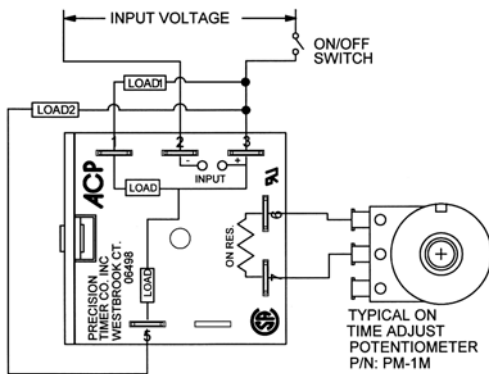 INPUT VOLTAGE
ON/OFF
SWITCH
LOAD1
LOAD2
1
2
3
-
+
INPUT
ACP
LOAD
6
ON RES.
7
LOAD
PRECISION
TIMER CO. INC
WESTBROOK CT.
06498
5
TYPICAL ON
TIME ADJUST
POTENTIOMETER
P/N: PM-1M